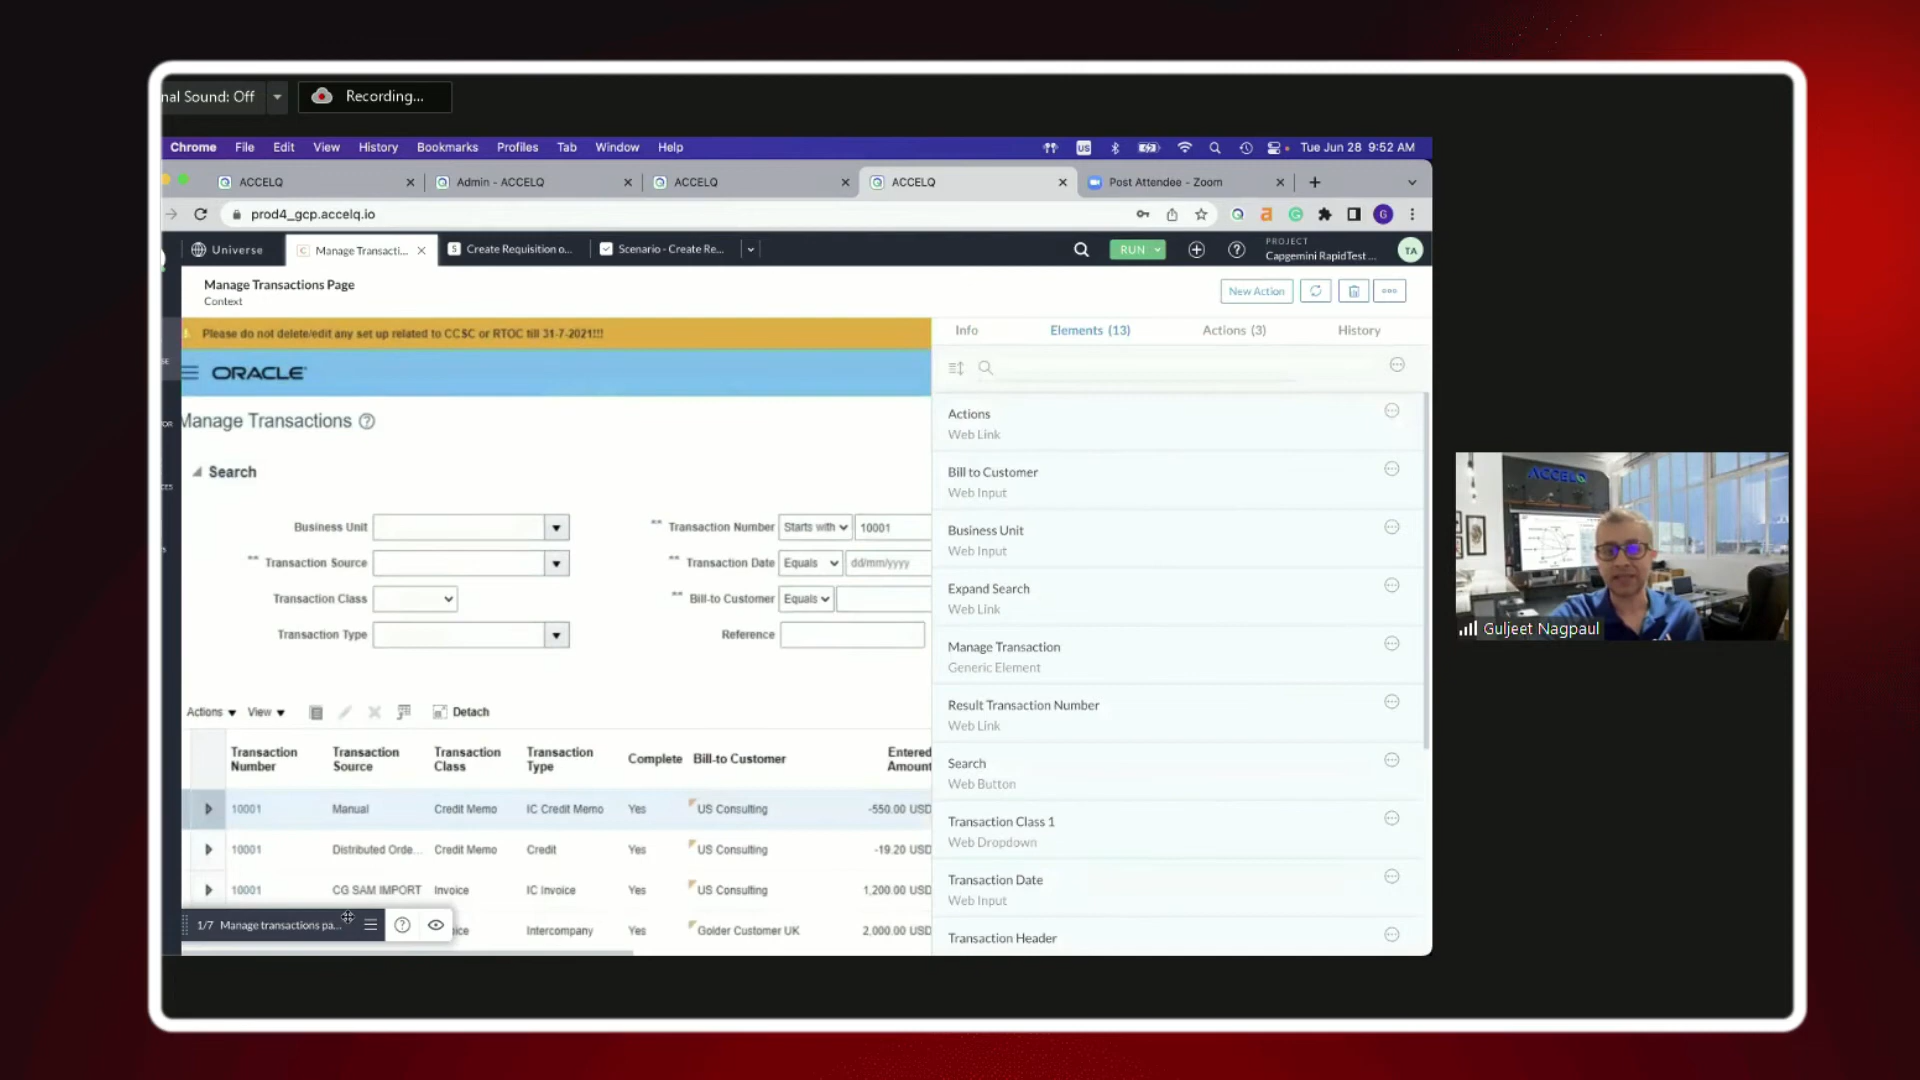 nal Sound: Off
Recording...
Chrome File Edit View History Bookmarks Profiles Tab Window Help
US
Tue Jun 28 9:52 AM
ACCELQ
Admin - ACCELQ
ACCELQ
ACCELQ
Post Attendee - Zoom
prod4_gcp.accelq.io
G
Universe
C Manage Transacti...
S Create Requisition o...
Scenario - Create Re...
RUN
PROJECT
Capgemini RapidTest ...
TA
Manage Transactions Page
Context
New Action
Please do not delete/edit any set up related to CCSC or RTOC till 31-7-2021!!!
ORACLE
Manage Transactions
Search
Business Unit
** Transaction Source
Transaction Class
Transaction Type
** Transaction Number Starts with 10001
** Transaction Date Equals dd/mm/yyyy
** Bill-to Customer Equals
Reference
Actions View Detach
Transaction Number Transaction Source Transaction Class Transaction Type Complete Bill-to Customer Entered Amount
10001 Manual Credit Memo IC Credit Memo Yes US Consulting -550.00 USD
10001 Distributed Orde... Credit Memo Credit Yes US Consulting -19.20 USD
10001 CG SAM IMPORT Invoice IC Invoice Yes US Consulting 1,200.00 USD
oice Intercompany Yes Golder Customer UK 2,000.00 USD
1/7 Manage transactions pa...
Info Elements (13) Actions (3) History
Actions
Web Link
Bill to Customer
Web Input
Business Unit
Web Input
Expand Search
Web Link
Manage Transaction
Generic Element
Result Transaction Number
Web Link
Search
Web Button
Transaction Class 1
Web Dropdown
Transaction Date
Web Input
Transaction Header
ACCELQ
Guljeet Nagpaul